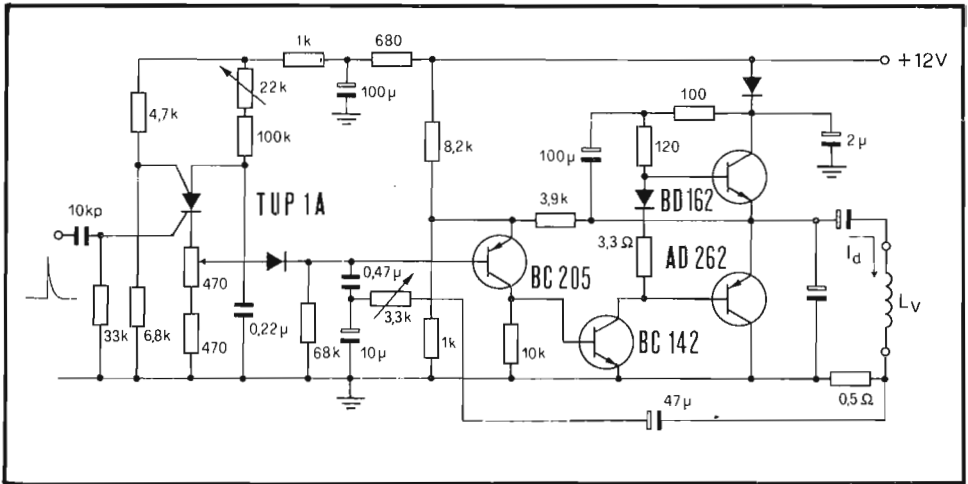 1k
680
+12V
22k
100μ
100
4,7k
100k
8,2k
100μ
120
2μ
10kp
TUP 1A
3,9k
BD162
470
0,47μ
BC 205
3,3Ω
AD 262
Id
33k
6,8k
470
0,22μ
68k
10μ
3,3k
1k
10k
BC 142
Lv
0,5Ω
47μ